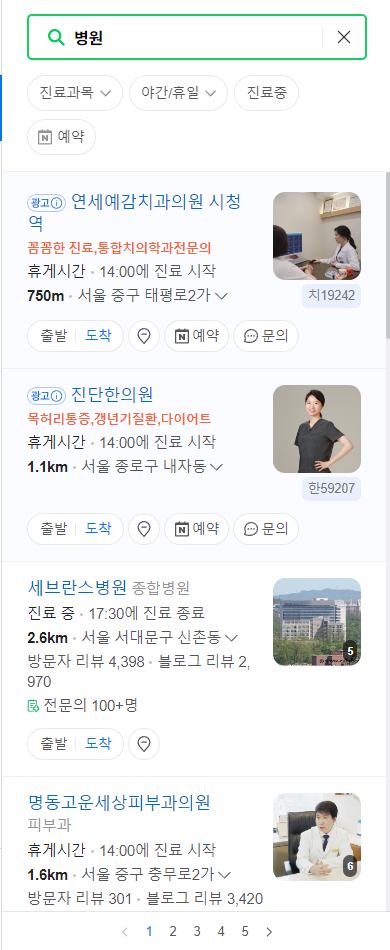 병원
진료과목
야간/휴일
진료중
N 예약
광고 연세예감치과의원 시청
역
꼼꼼한 진료,통합치의학과전문의
휴게시간 · 14:00에 진료 시작
750m · 서울 중구 태평로2가
치19242
출발 도착 N 예약 문의
광고 진단한의원
목허리통증,갱년기질환,다이어트
휴게시간 · 14:00에 진료 시작
1.1km · 서울 종로구 내자동
한59207
출발 도착 N 예약 문의
세브란스병원 종합병원
진료 중 · 17:30에 진료 종료
2.6km · 서울 서대문구 신촌동
5
방문자 리뷰 4,398 · 블로그 리뷰 2,
970
전문의 100+명
출발 도착
명동고운세상피부과의원
피부과
휴게시간 · 14:00에 진료 시작
1.6km · 서울 중구 충무로2가
6
방문자 리뷰 301 · 블로그 리뷰 3,420
< 1 2 3 4 5 >